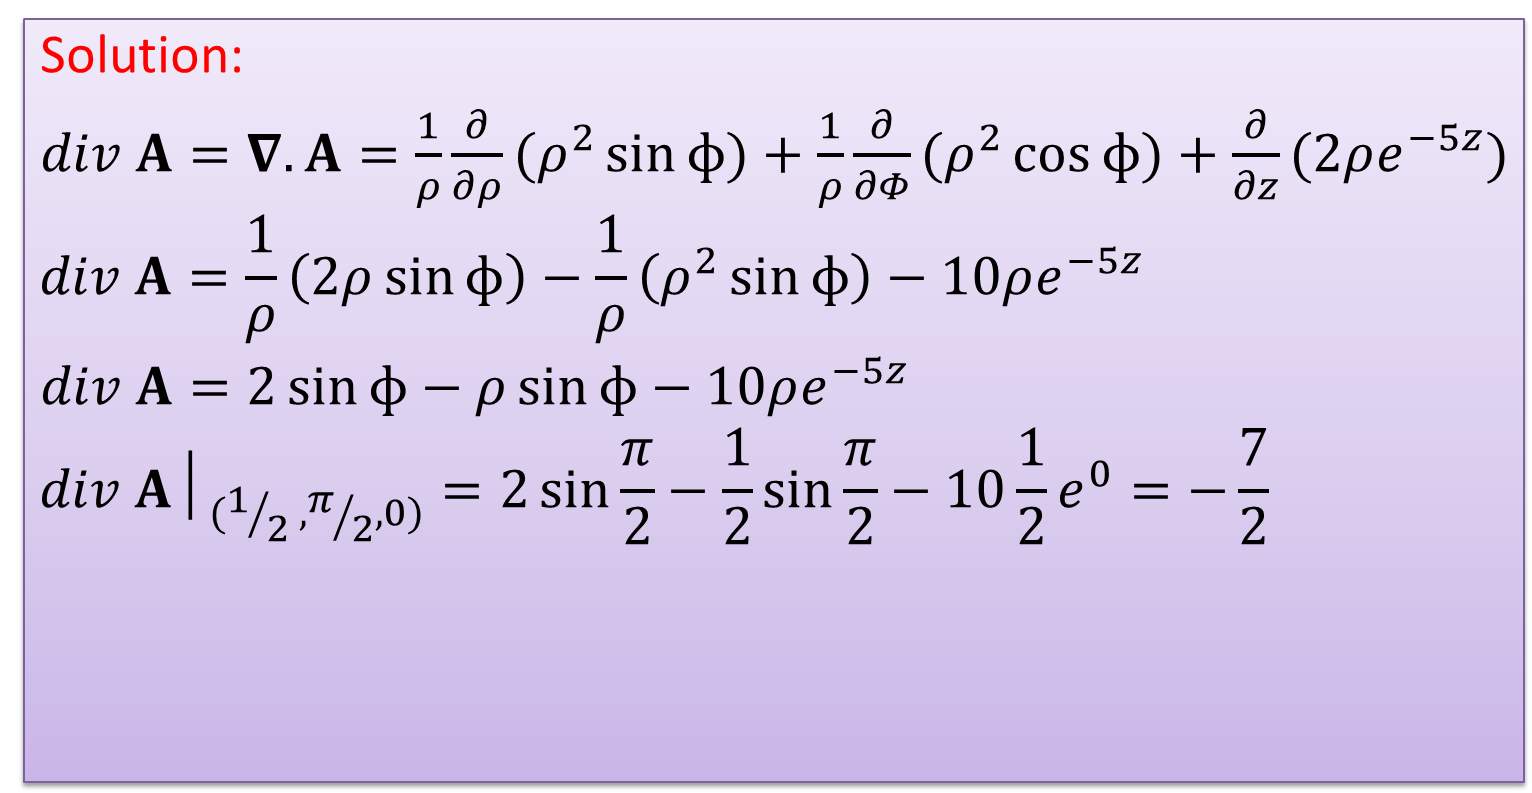 Solution:
div 𝐀 = 𝛁. 𝐀 = 1/ρ ∂/∂ρ (ρ² sin ϕ) + 1/ρ ∂/∂Φ (ρ² cos ϕ) + ∂/∂z (2ρe⁻⁵ᶻ)
div 𝐀 = 1/ρ (2ρ sin ϕ) − 1/ρ (ρ² sin ϕ) − 10ρe⁻⁵ᶻ
div 𝐀 = 2 sin ϕ − ρ sin ϕ − 10ρe⁻⁵ᶻ
div 𝐀 | (1/2 ,π/2,0) = 2 sin π/2 − 1/2 sin π/2 − 10 1/2 e⁰ = − 7/2